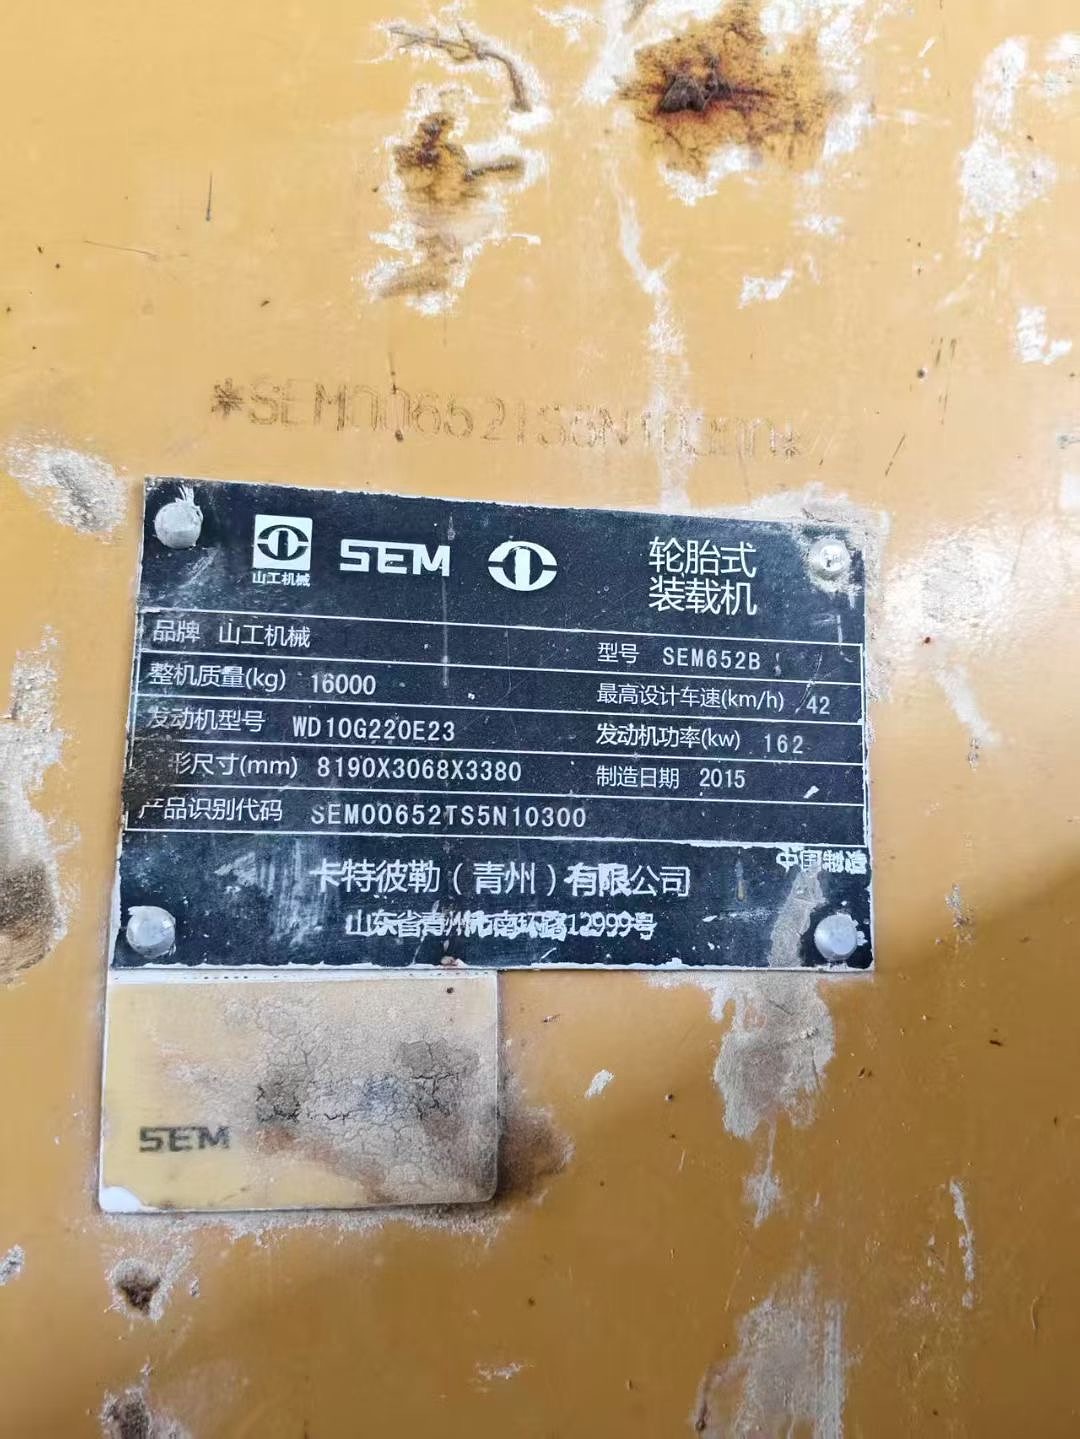 *SEM00652TS5N10300*
山工机械 SEM 轮胎式
装载机
品牌 山工机械 型号 SEM652B
整机质量(kg) 16000 最高设计车速(km/h) 42
发动机型号 WD10G220E23 发动机功率(kw) 162
形尺寸(mm) 8190X3068X3380 制造日期 2015
产品识别代码 SEM00652TS5N10300
中国制造
卡特彼勒（青州）有限公司
山东省青州市南环路12999号
SEM